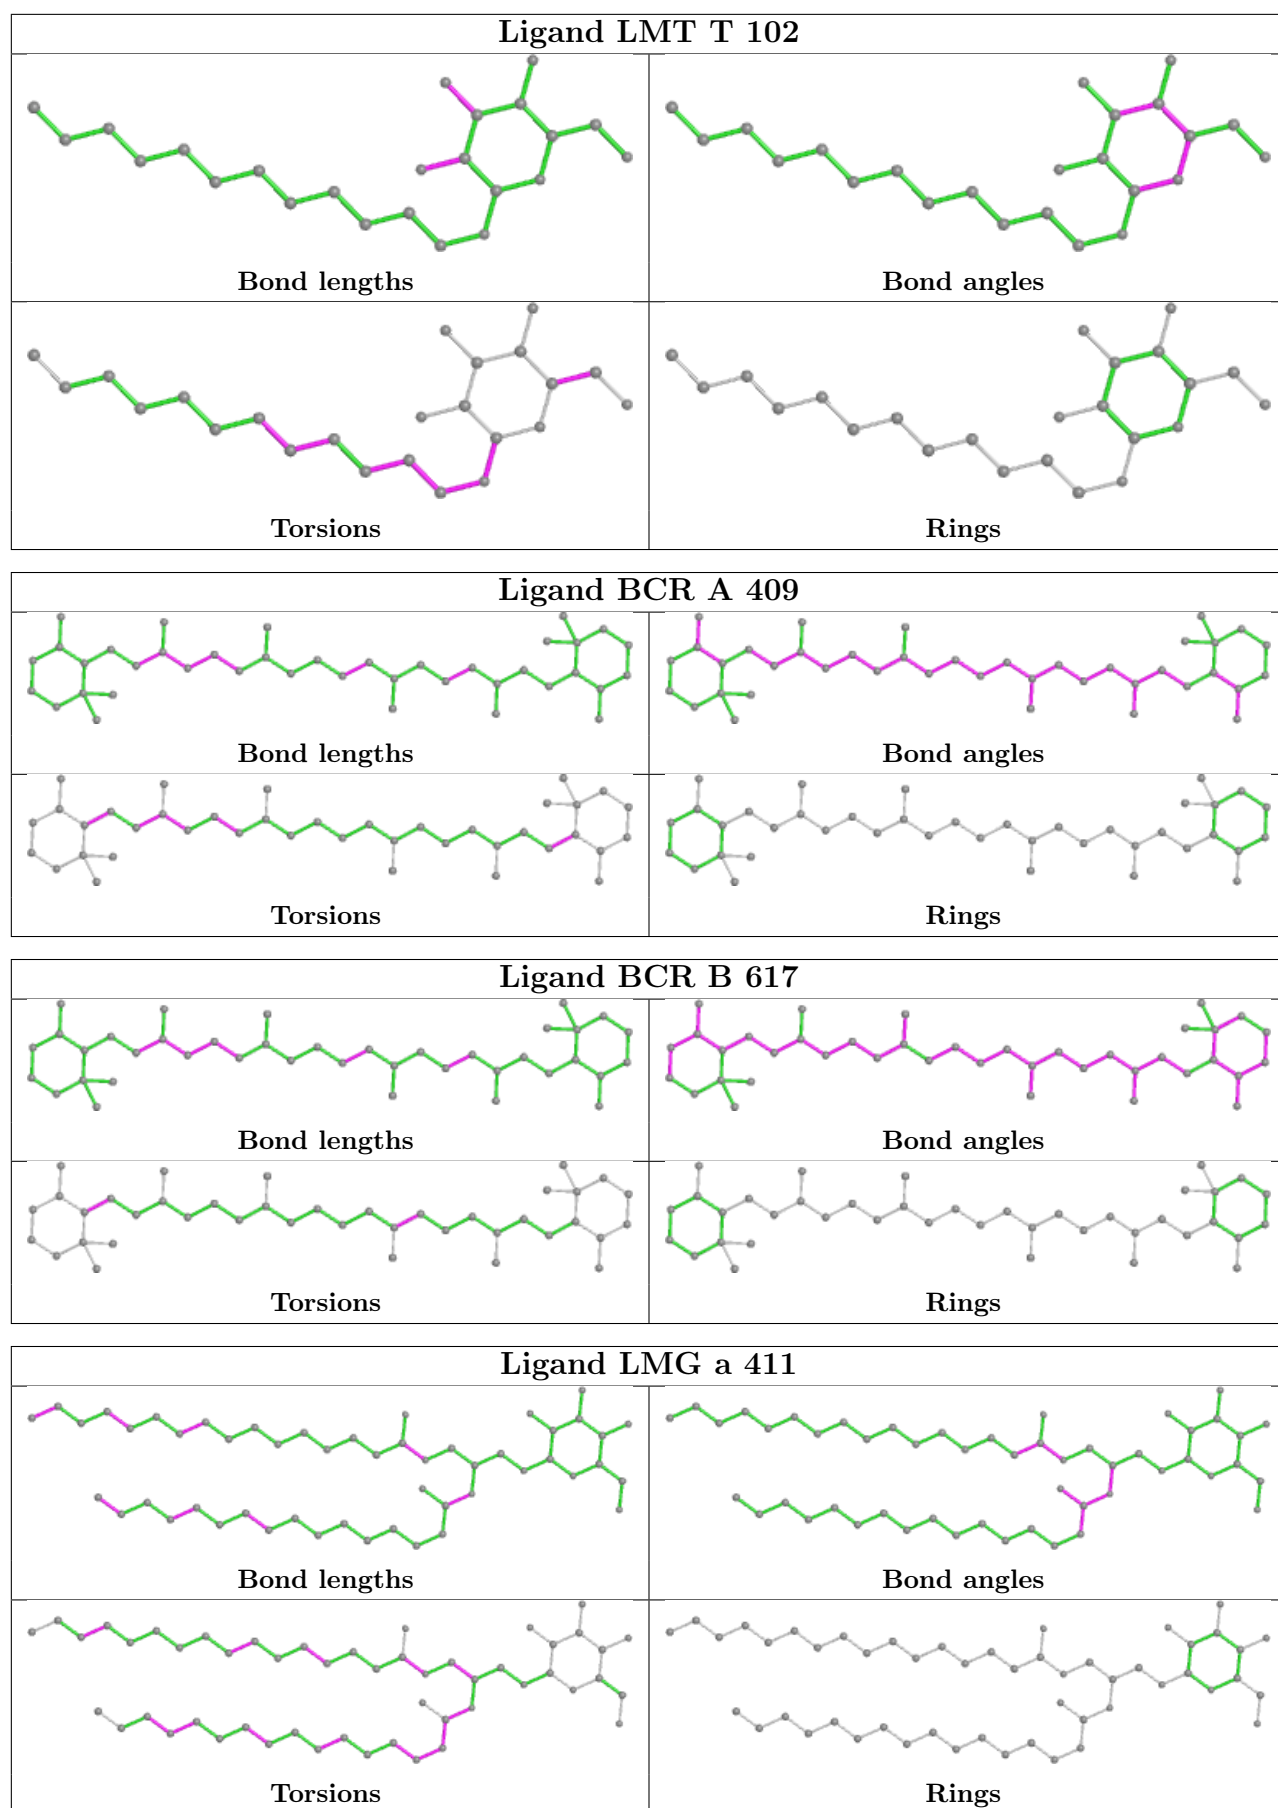 Ligand LMT T 102
Bond lengths
Bond angles
Torsions
Rings
Ligand BCR A 409
Bond lengths
Bond angles
Torsions
Rings
Ligand BCR B 617
Bond lengths
Bond angles
Torsions
Rings
Ligand LMG a 411
Bond lengths
Bond angles
Torsions
Rings